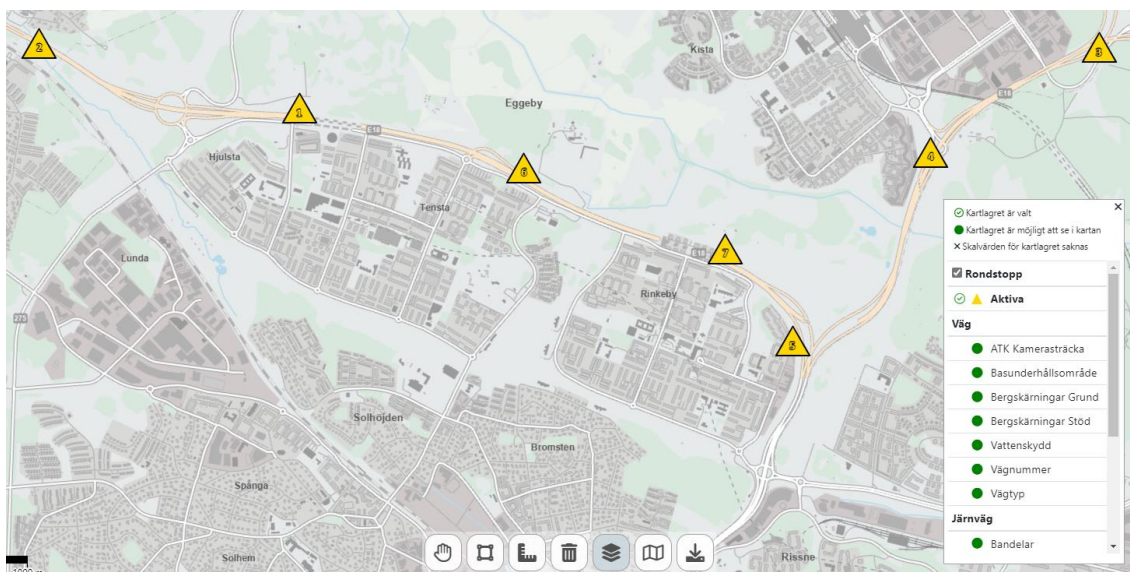 2
1
6
7
5
4
3
Kista
Eggeby
E18
E18
Hjulsta
Tensta
Lunda
Rinkeby
275
Solhöjden
Bromsten
Spånga
Solhem
Rissne
Kartlagret är valt
Kartlagret är möjligt att se i kartan
Skalvärden för kartlagret saknas
Rondstopp
Aktiva
Väg
ATK Kamerasträcka
Basunderhållsområde
Bergskärningar Grund
Bergskärningar Stöd
Vattenskydd
Vägnummer
Vägtyp
Järnväg
Bandelar